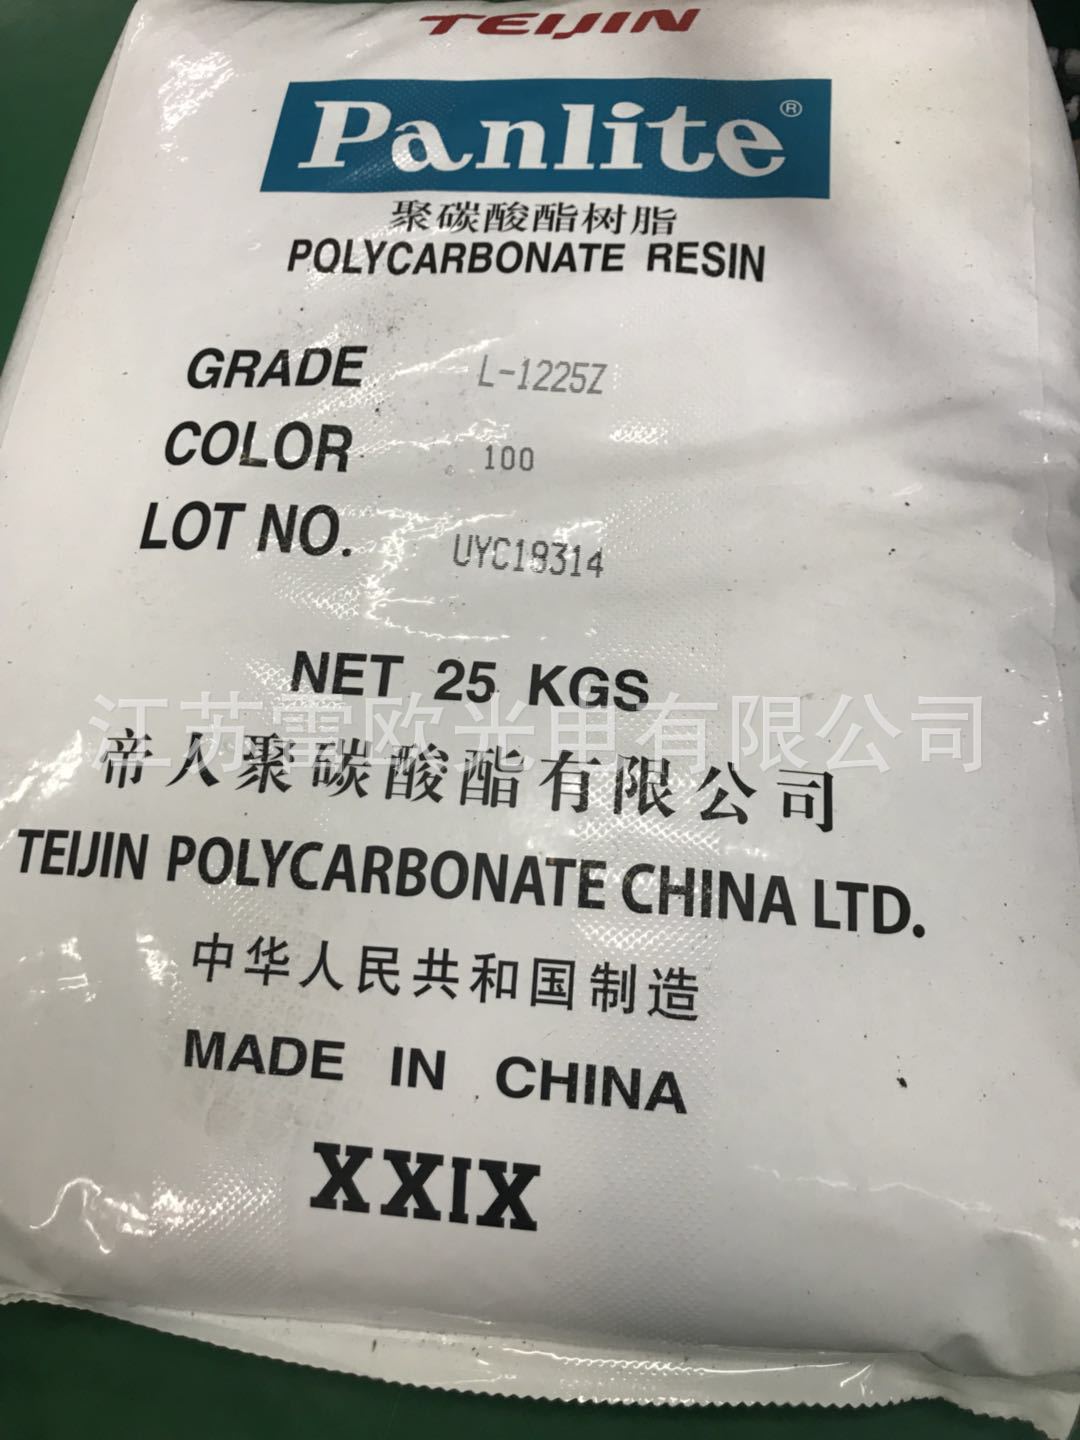 TEIJIN
Panlite®
聚碳酸酯树脂
POLYCARBONATE RESIN
GRADE L-1225Z
COLOR 100
LOT NO. UYC18314
NET 25 KGS
江苏雷欧光电有限公司
帝人聚碳酸酯有限公司
TEIJIN POLYCARBONATE CHINA LTD.
中华人民共和国制造
MADE IN CHINA
XXIX